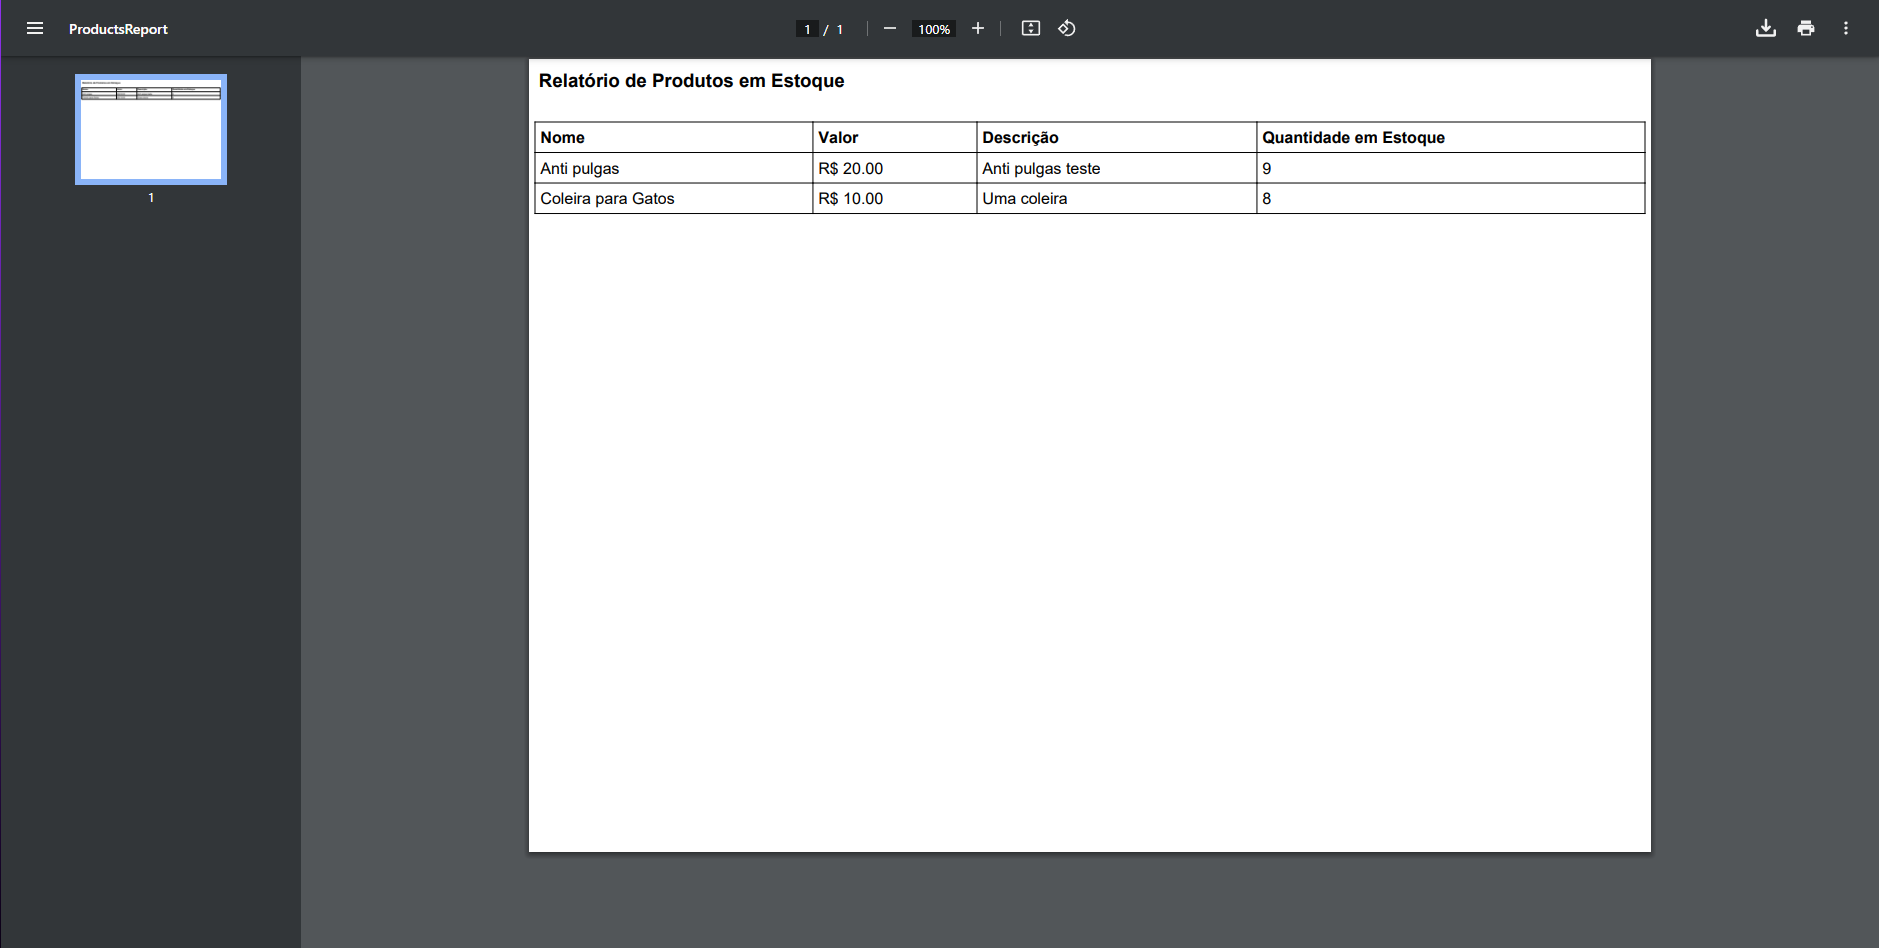 ProductsReport
1 / 1
100%
1
Relatório de Produtos em Estoque
Nome Valor Descrição Quantidade em Estoque
Anti pulgas R$ 20.00 Anti pulgas teste 9
Coleira para Gatos R$ 10.00 Uma coleira 8